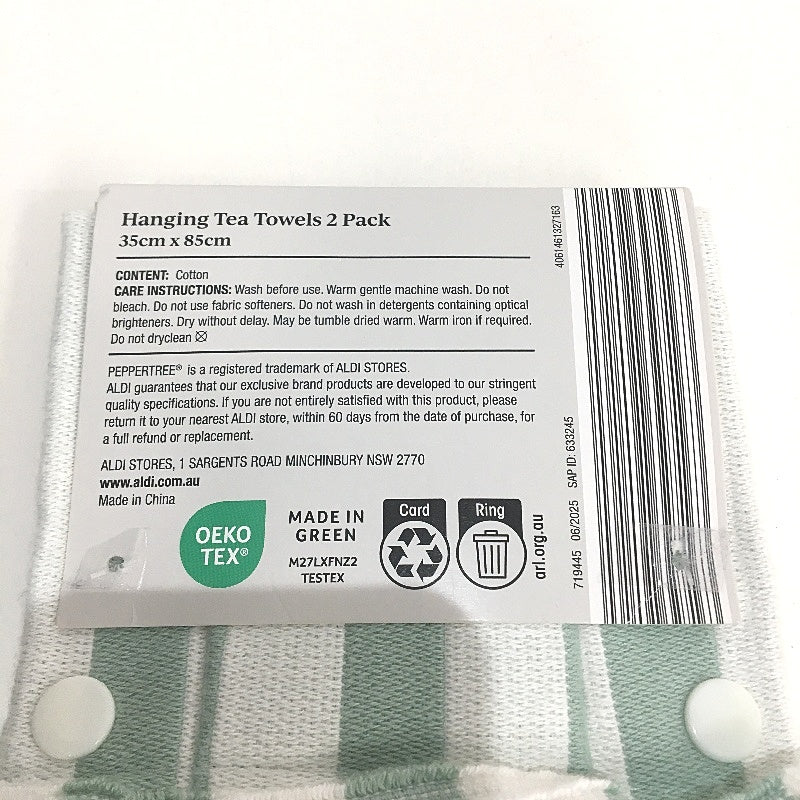 Hanging Tea Towels 2 Pack
35cm x 85cm
CONTENT: Cotton
CARE INSTRUCTIONS: Wash before use. Warm gentle machine wash. Do not
bleach. Do not use fabric softeners. Do not wash in detergents containing optical
brighteners. Dry without delay. May be tumble dried warm. Warm iron if required.
Do not dryclean
PEPPERTREE® is a registered trademark of ALDI STORES.
ALDI guarantees that our exclusive brand products are developed to our stringent
quality specifications. If you are not entirely satisfied with this product, please
return it to your nearest ALDI store, within 60 days from the date of purchase, for
a full refund or replacement.
ALDI STORES, 1 SARGENTS ROAD MINCHINBURY NSW 2770
www.aldi.com.au
Made in China
OEKO
TEX®
MADE IN
GREEN
M27LXFNZ2
TESTEX
Card
Ring
arl.org.au
719445 06/2025 SAP ID: 633245
4061461327163